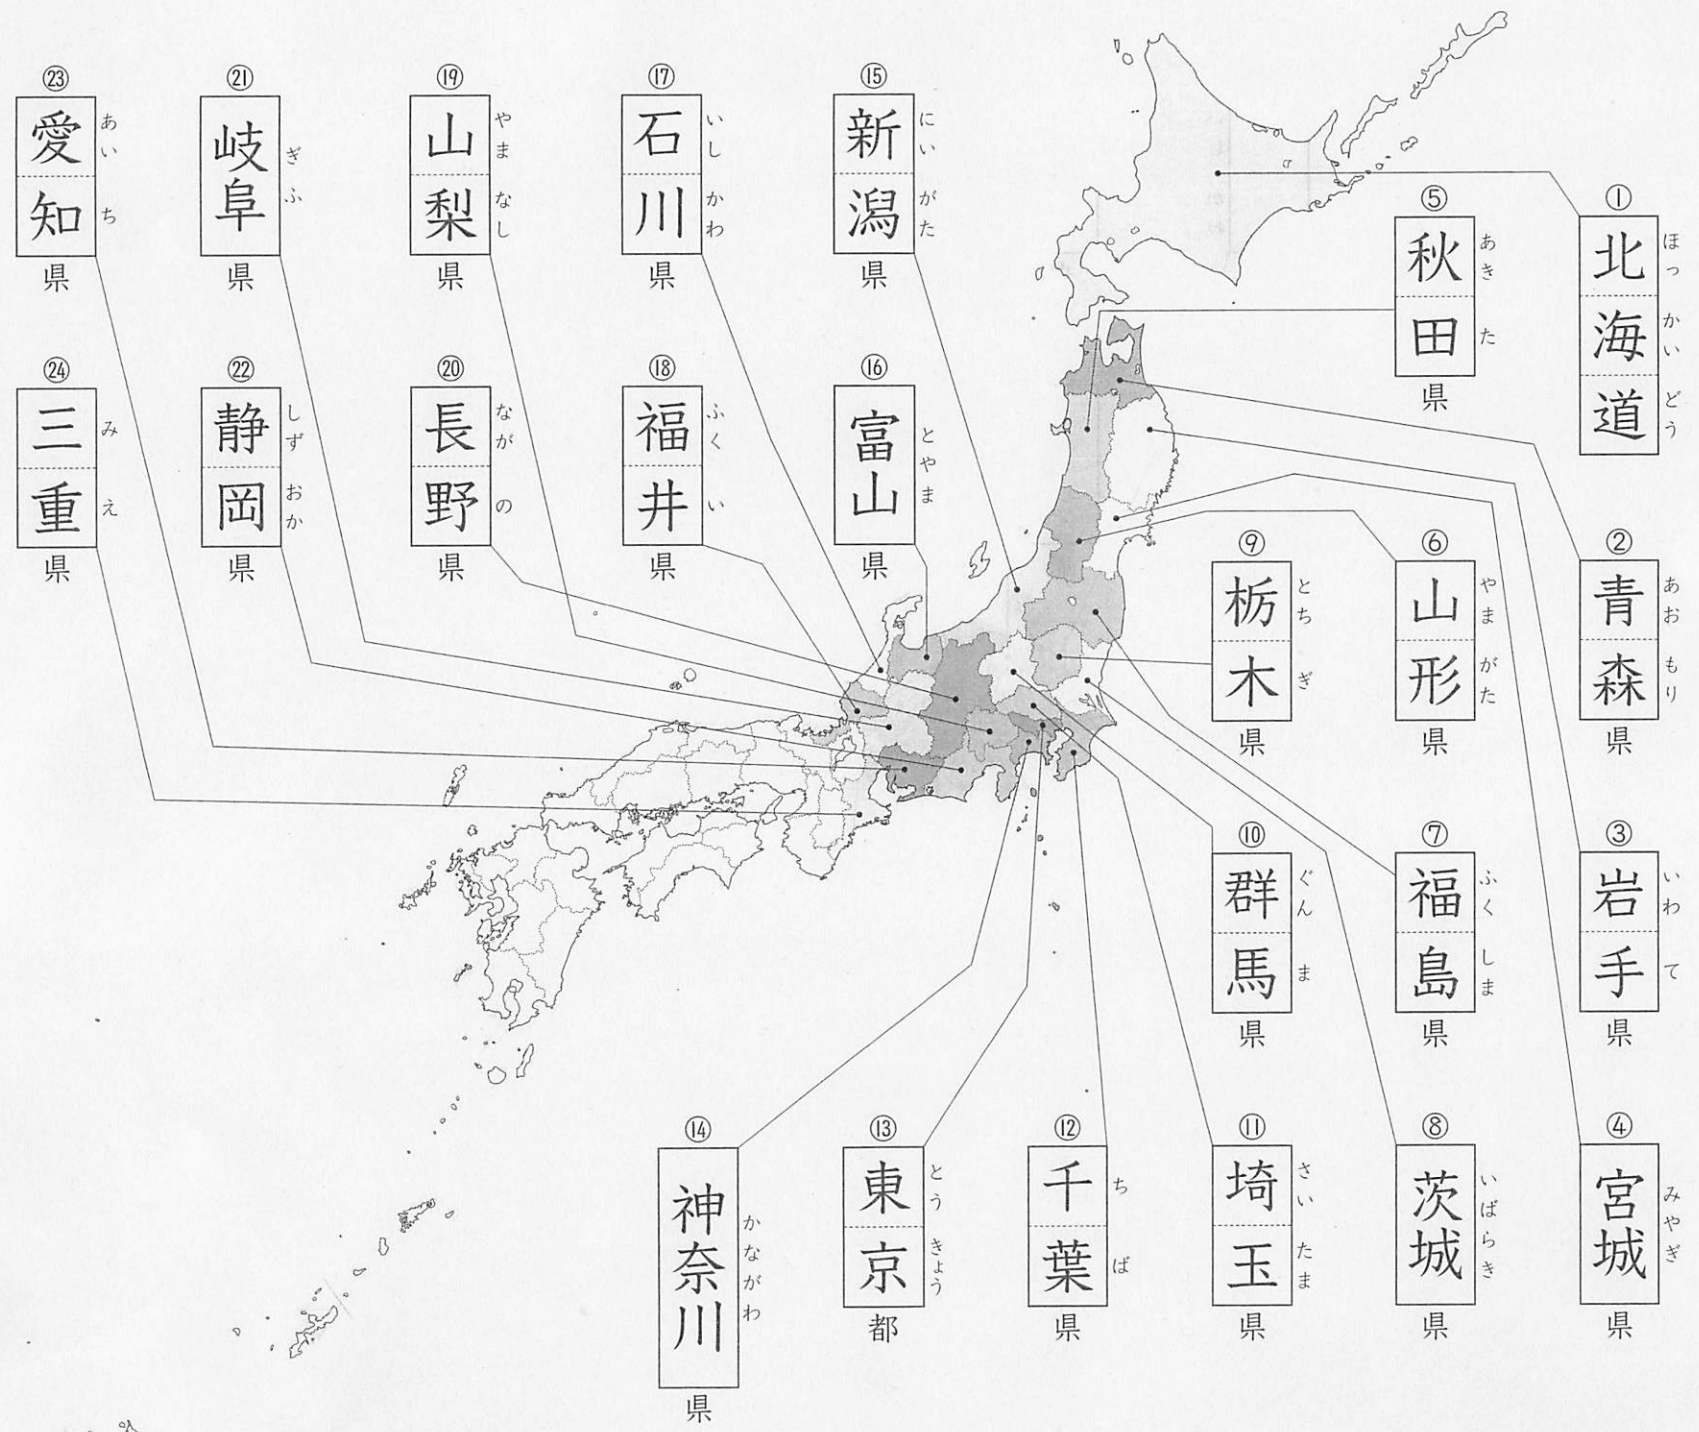 ①
北海道
ほっかいどう
②
青森
あおもり
県
③
岩手
いわて
県
④
宮城
みやぎ
県
⑤
秋田
あきた
県
⑥
山形
やまがた
県
⑦
福島
ふくしま
県
⑧
茨城
いばらき
県
⑨
栃木
とちぎ
県
⑩
群馬
ぐんま
県
⑪
埼玉
さいたま
県
⑫
千葉
ちば
県
⑬
東京
とうきょう
都
⑭
神奈川
かながわ
県
⑮
新潟
にいがた
県
⑯
富山
とやま
県
⑰
石川
いしかわ
県
⑱
福井
ふくい
県
⑲
山梨
やまなし
県
⑳
長野
ながの
県
㉑
岐阜
ぎふ
県
㉒
静岡
しずおか
県
㉓
愛知
あいち
県
㉔
三重
みえ
県